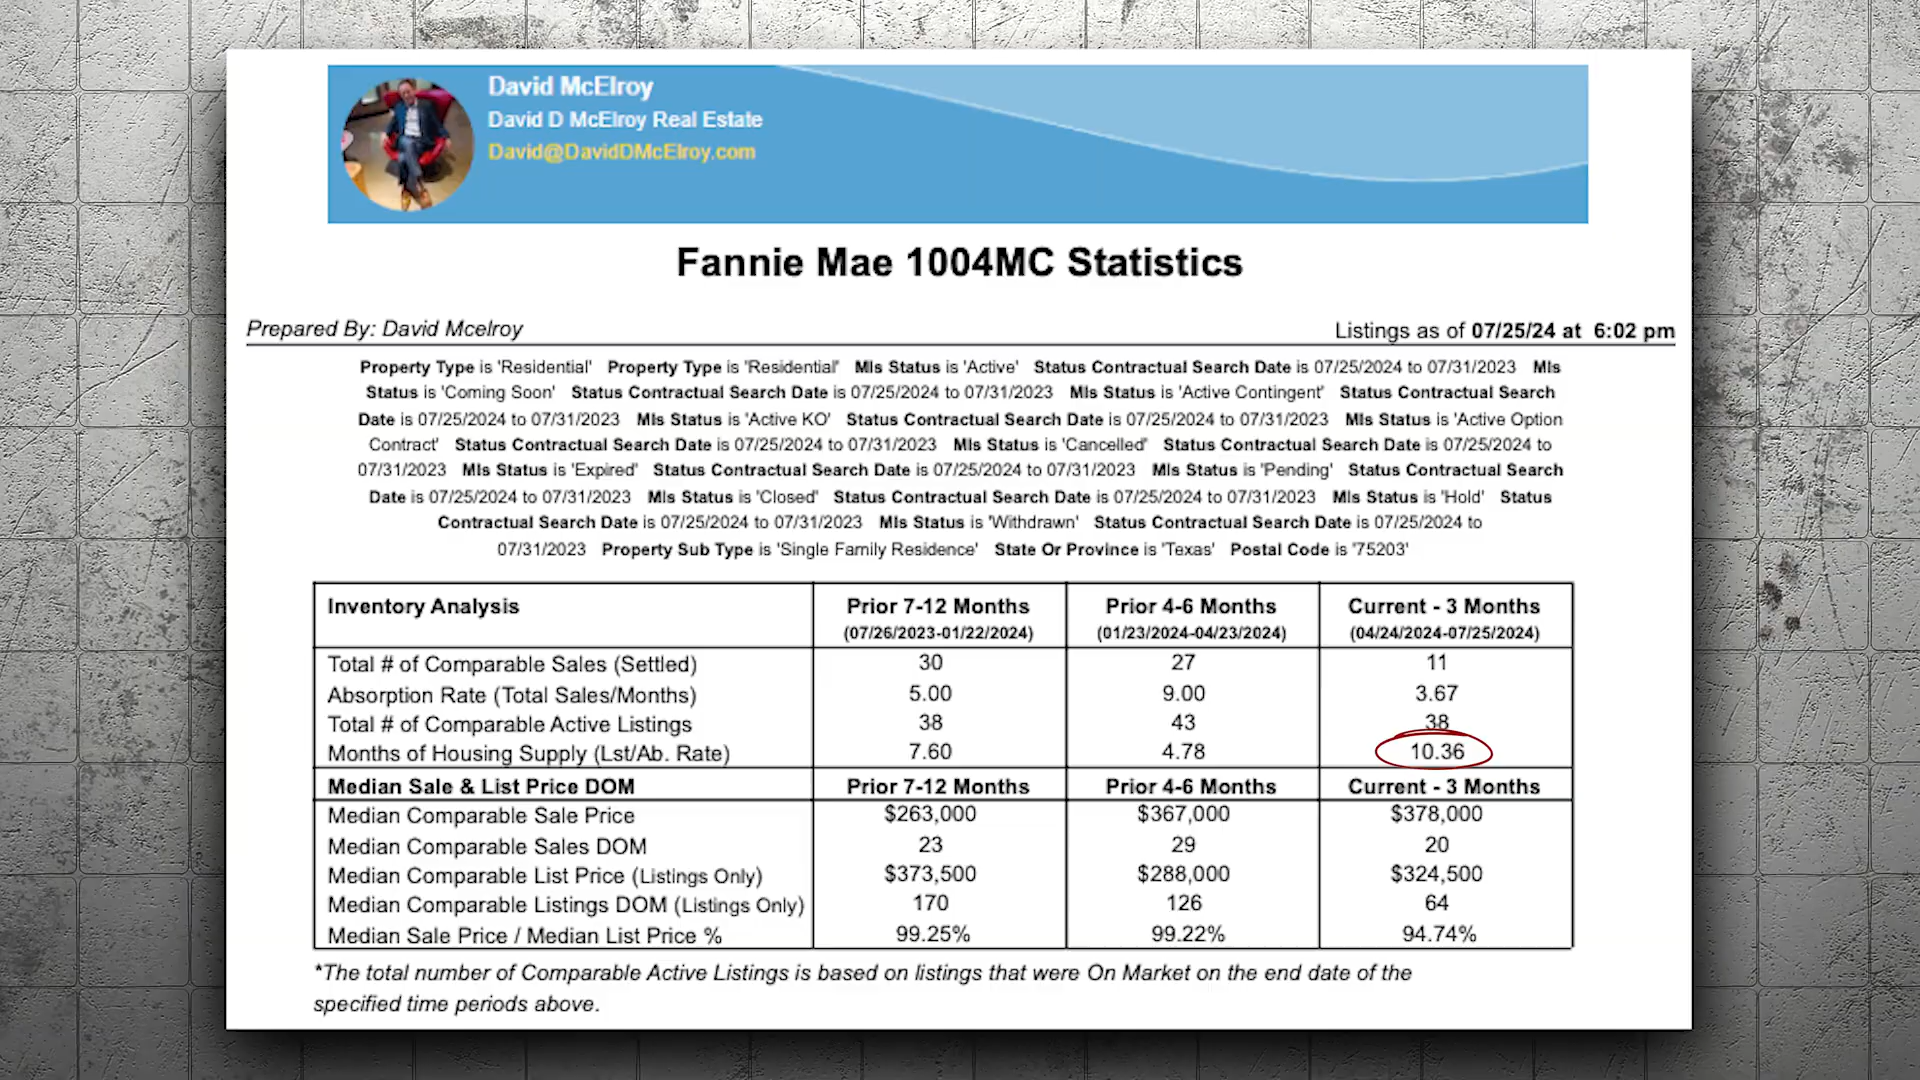 David McElroy
David D McElroy Real Estate
David@DavidDMcElroy.com
Fannie Mae 1004MC Statistics
Prepared By: David Mcelroy
Listings as of 07/25/24 at 6:02 pm
Property Type is 'Residential' Property Type is 'Residential' Mls Status is 'Active' Status Contractual Search Date is 07/25/2024 to 07/31/2023 Mls
Status is 'Coming Soon' Status Contractual Search Date is 07/25/2024 to 07/31/2023 Mls Status is 'Active Contingent' Status Contractual Search
Date is 07/25/2024 to 07/31/2023 Mls Status is 'Active KO' Status Contractual Search Date is 07/25/2024 to 07/31/2023 Mls Status is 'Active Option
Contract' Status Contractual Search Date is 07/25/2024 to 07/31/2023 Mls Status is 'Cancelled' Status Contractual Search Date is 07/25/2024 to
07/31/2023 Mls Status is 'Expired' Status Contractual Search Date is 07/25/2024 to 07/31/2023 Mls Status is 'Pending' Status Contractual Search
Date is 07/25/2024 to 07/31/2023 Mls Status is 'Closed' Status Contractual Search Date is 07/25/2024 to 07/31/2023 Mls Status is 'Hold' Status
Contractual Search Date is 07/25/2024 to 07/31/2023 Mls Status is 'Withdrawn' Status Contractual Search Date is 07/25/2024 to
07/31/2023 Property Sub Type is 'Single Family Residence' State Or Province is 'Texas' Postal Code is '75203'
Inventory Analysis Prior 7-12 Months Prior 4-6 Months Current - 3 Months
(07/26/2023-01/22/2024) (01/23/2024-04/23/2024) (04/24/2024-07/25/2024)
Total # of Comparable Sales (Settled) 30 27 11
Absorption Rate (Total Sales/Months) 5.00 9.00 3.67
Total # of Comparable Active Listings 38 43 38
Months of Housing Supply (Lst/Ab. Rate) 7.60 4.78 10.36
Median Sale & List Price DOM Prior 7-12 Months Prior 4-6 Months Current - 3 Months
Median Comparable Sale Price $263,000 $367,000 $378,000
Median Comparable Sales DOM 23 29 20
Median Comparable List Price (Listings Only) $373,500 $288,000 $324,500
Median Comparable Listings DOM (Listings Only) 170 126 64
Median Sale Price / Median List Price % 99.25% 99.22% 94.74%
*The total number of Comparable Active Listings is based on listings that were On Market on the end date of the
specified time periods above.